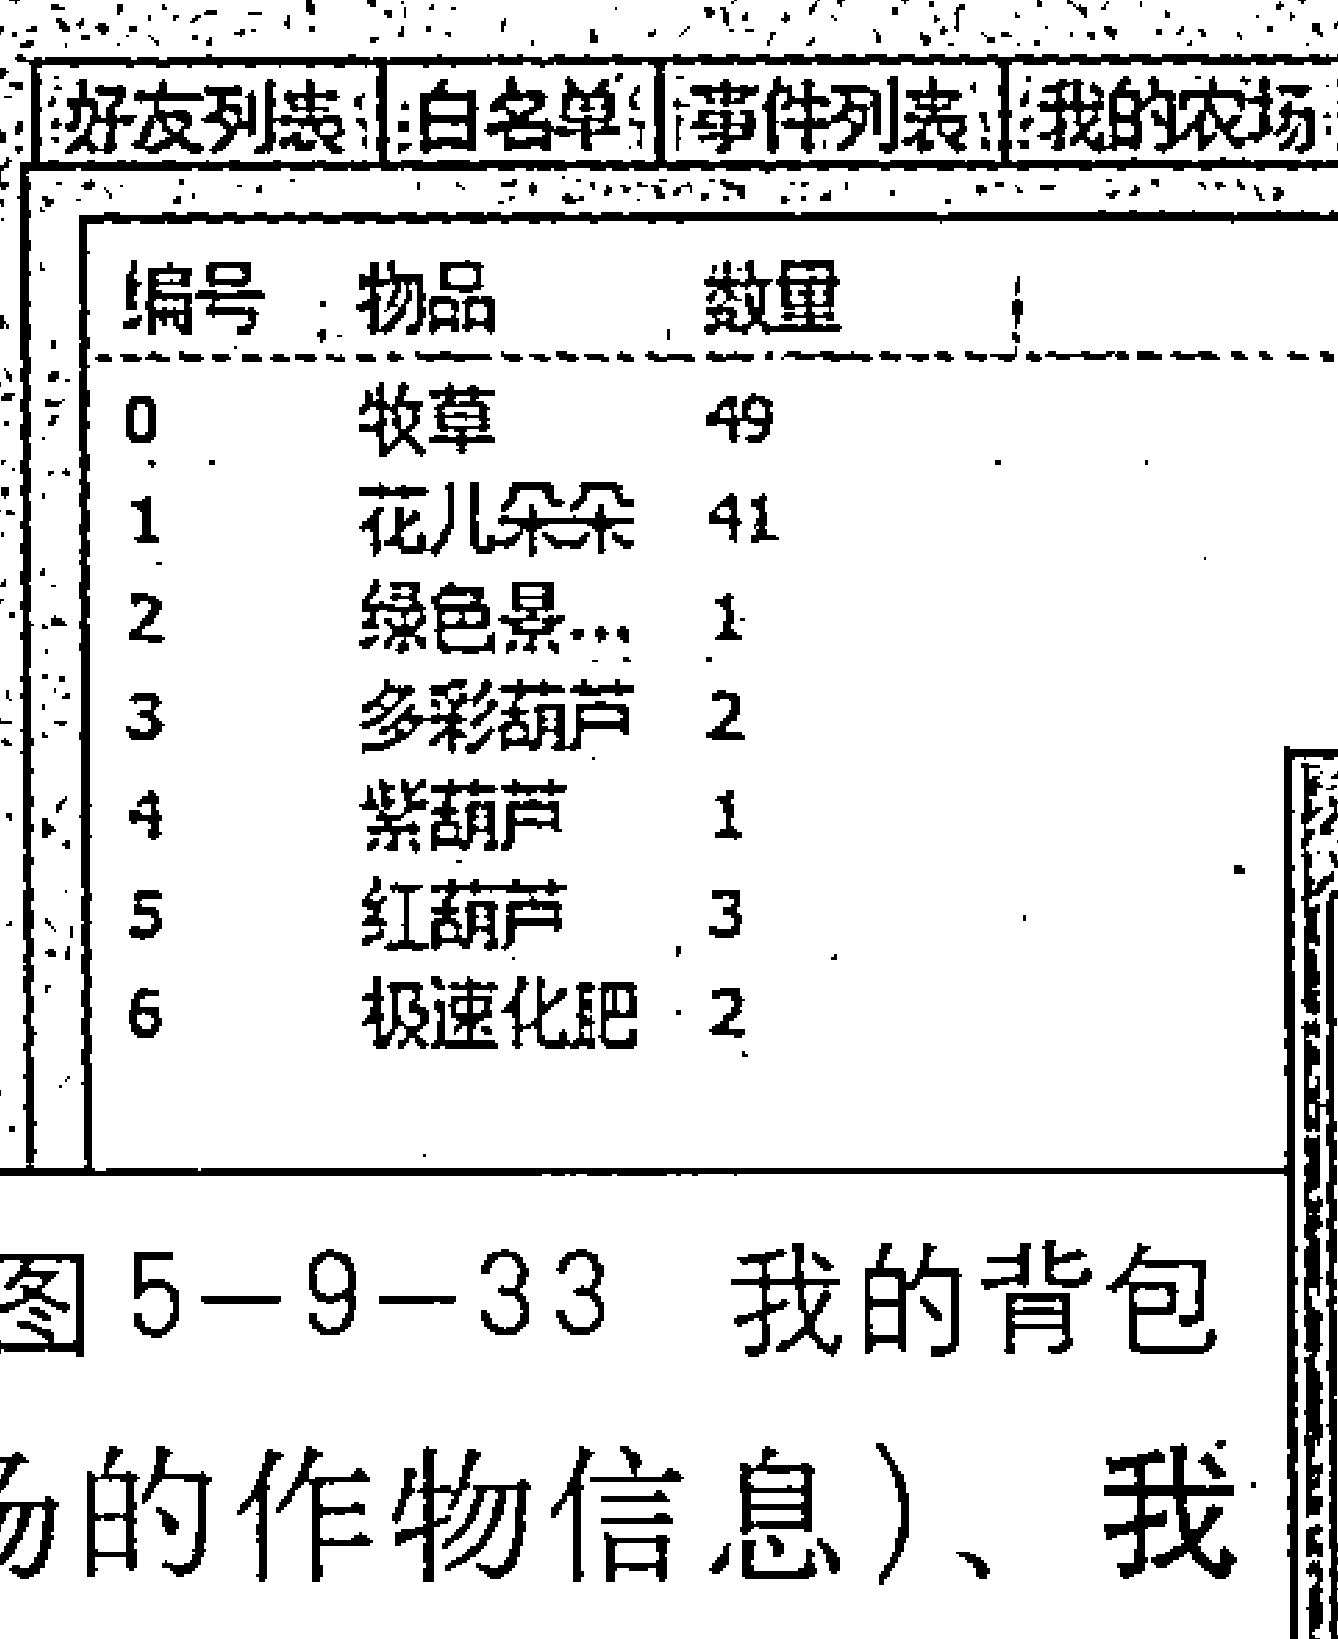 好友列表 白名单 事件列表 我的农场
编号 物品 数量
0 牧草 49
1 花儿朵朵 41
2 绿色景... 1
3 多彩葫芦 2
4 紫葫芦 1
5 红葫芦 3
6 极速化肥 2
图5-9-33 我的背包
场的作物信息)、我